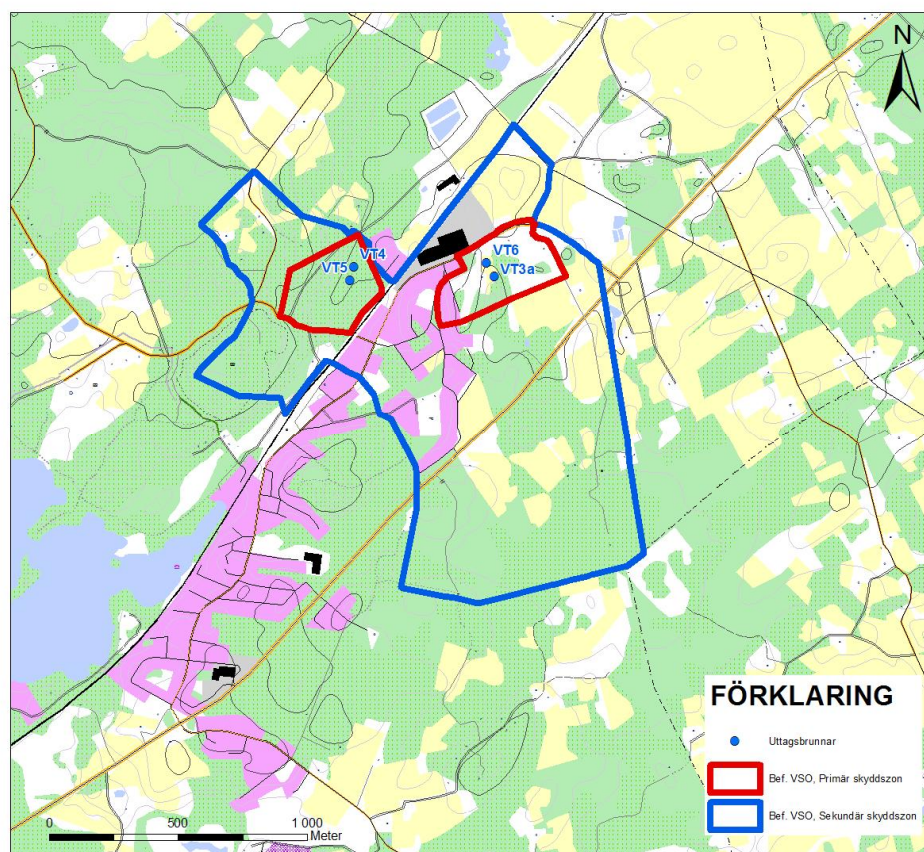 N
VT4
VT5
VT6
VT3a
FÖRKLARING
Uttagsbrunnar
Bef. VSO, Primär skyddszon
Bef. VSO, Sekundär skyddszon
0 500 1 000
Meter